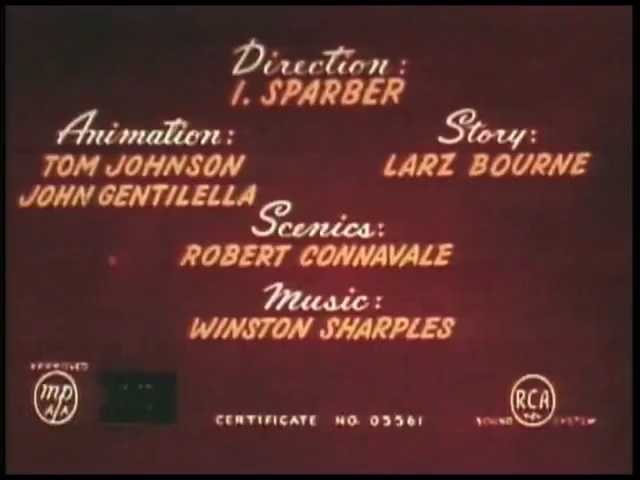 Direction:
I. SPARBER
Animation:
TOM JOHNSON
JOHN GENTILELLA
Story:
LARZ BOURNE
Scenics:
ROBERT CONNAVALE
Music:
WINSTON SHARPLES
APPROVED
MP
A/A
CERTIFICATE NO. 05561
RCA
SOUND SYSTEM